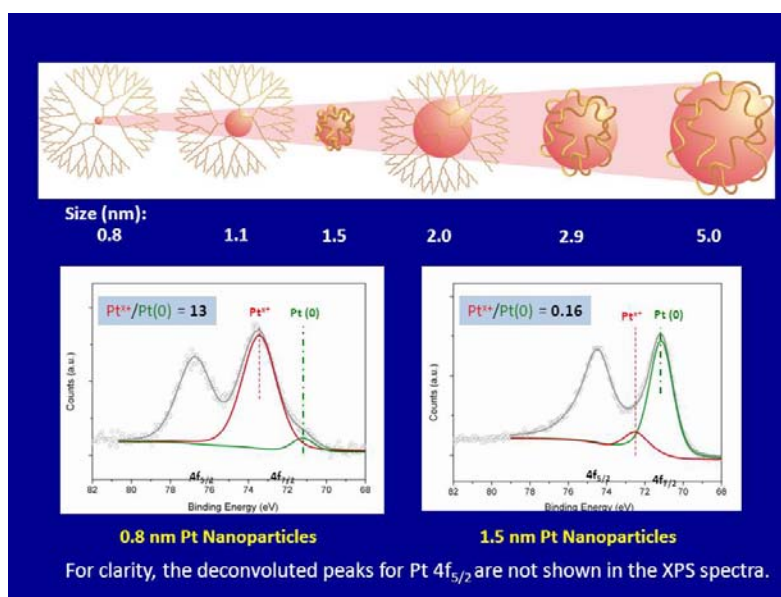 Size (nm):
0.8 1.1 1.5 2.0 2.9 5.0
Ptˣ⁺/Pt(0) = 13
Ptˣ⁺
Pt (0)
Counts (a.u.)
4f₅/₂ 4f₇/₂
82 80 78 76 74 72 70 68
Binding Energy (eV)
0.8 nm Pt Nanoparticles
Ptˣ⁺/Pt(0) = 0.16
Ptˣ⁺
Pt (0)
Counts (a.u.)
4f₅/₂ 4f₇/₂
82 80 78 76 74 72 70 68
Binding Energy (eV)
1.5 nm Pt Nanoparticles
For clarity, the deconvoluted peaks for Pt 4f₅/₂ are not shown in the XPS spectra.